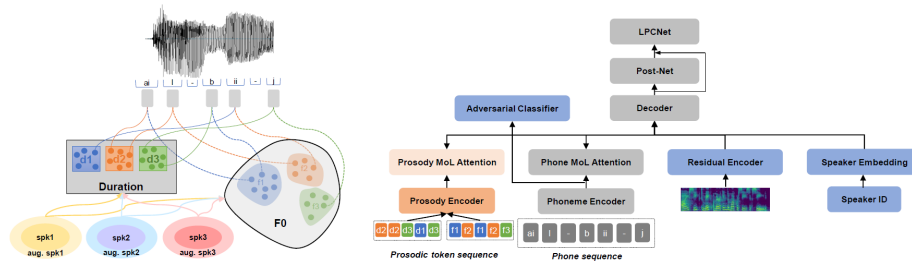 ai l - b ii - j
d1 d2 d3
Duration
f1 f2 f3
F0
spk1 spk2 spk3
aug. spk1 aug. spk2 aug. spk3
LPCNet
Post-Net
Adversarial Classifier
Decoder
Prosody MoL Attention
Phone MoL Attention
Residual Encoder
Speaker Embedding
Prosody Encoder
Phoneme Encoder
Speaker ID
d2 d2 d3 d1 d3
f1 f2 f1 f2 f3
ai l - b ii - j
Prosodic token sequence
Phone sequence